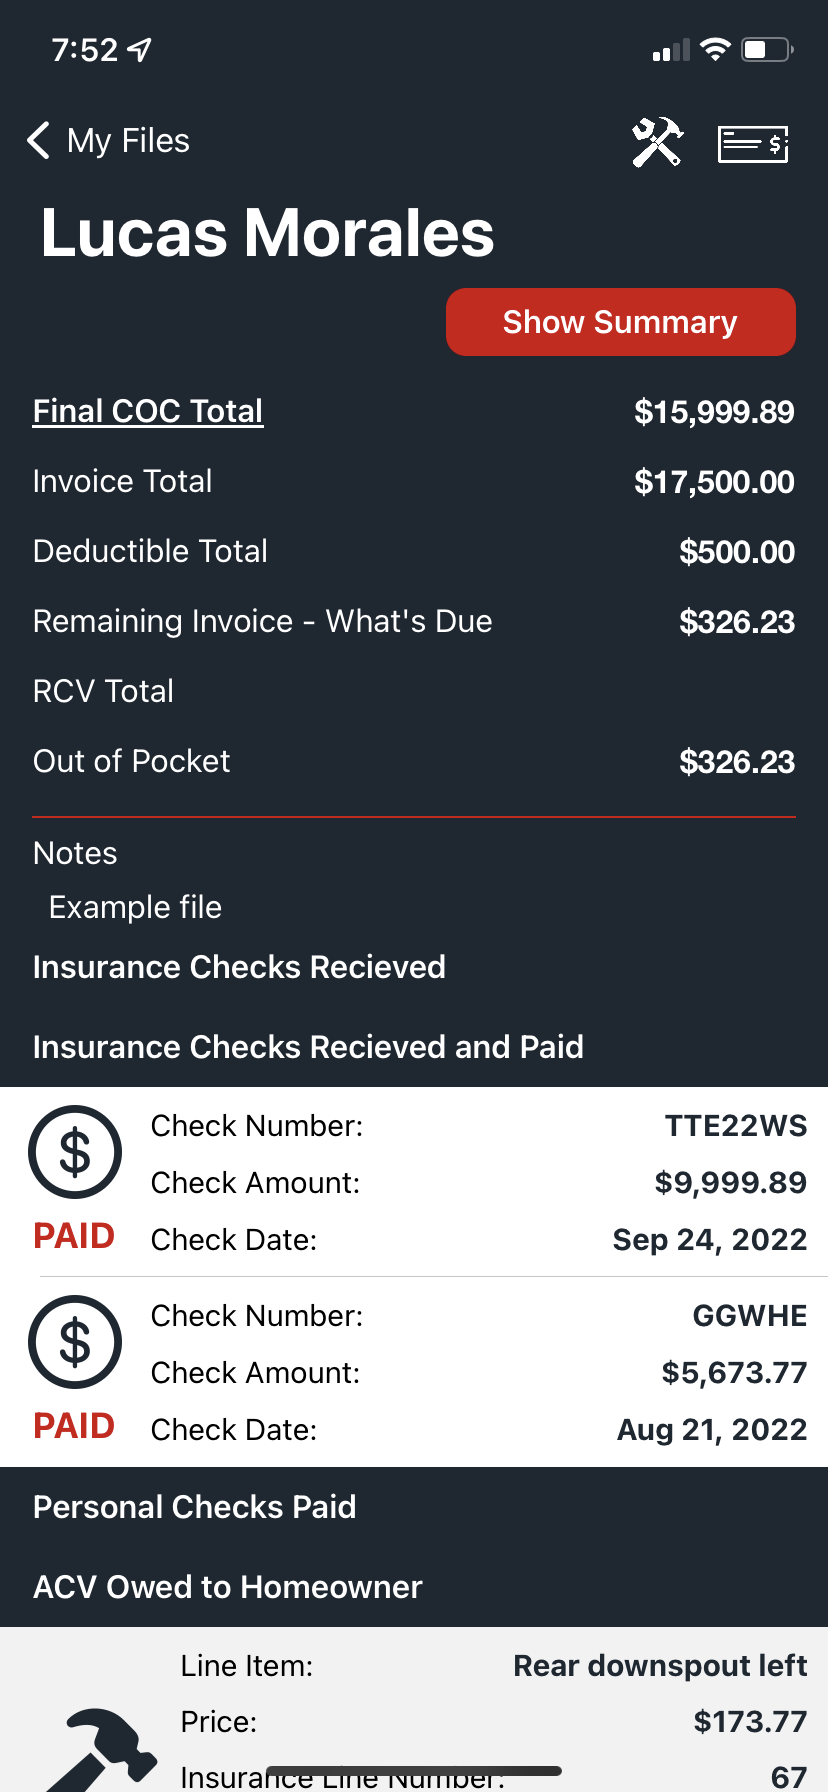 7:52
My Files
Lucas Morales
Show Summary
Final COC Total $15,999.89
Invoice Total $17,500.00
Deductible Total $500.00
Remaining Invoice - What's Due $326.23
RCV Total
Out of Pocket $326.23
Notes
Example file
Insurance Checks Recieved
Insurance Checks Recieved and Paid
Check Number: TTE22WS
Check Amount: $9,999.89
PAID Check Date: Sep 24, 2022
Check Number: GGWHE
Check Amount: $5,673.77
PAID Check Date: Aug 21, 2022
Personal Checks Paid
ACV Owed to Homeowner
Line Item: Rear downspout left
Price: $173.77
Insurance Line Number: 67